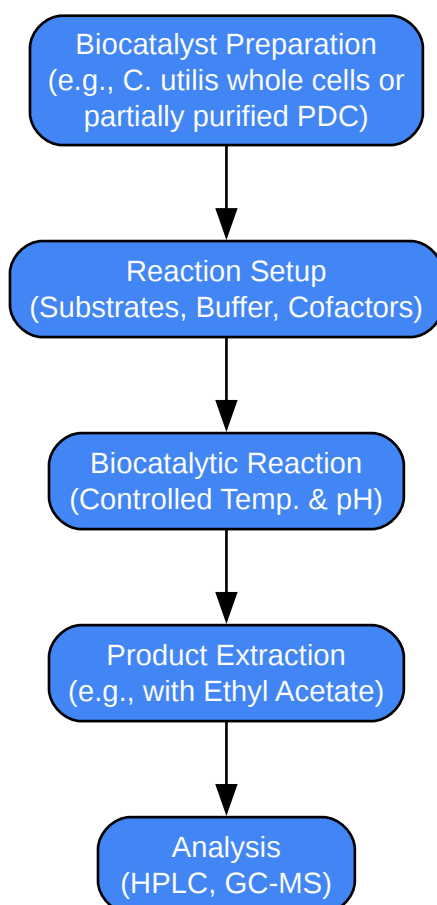 Biocatalyst Preparation
(e.g., C. utilis whole cells or
partially purified PDC)
Reaction Setup
(Substrates, Buffer, Cofactors)
Biocatalytic Reaction
(Controlled Temp. & pH)
Product Extraction
(e.g., with Ethyl Acetate)
Analysis
(HPLC, GC-MS)